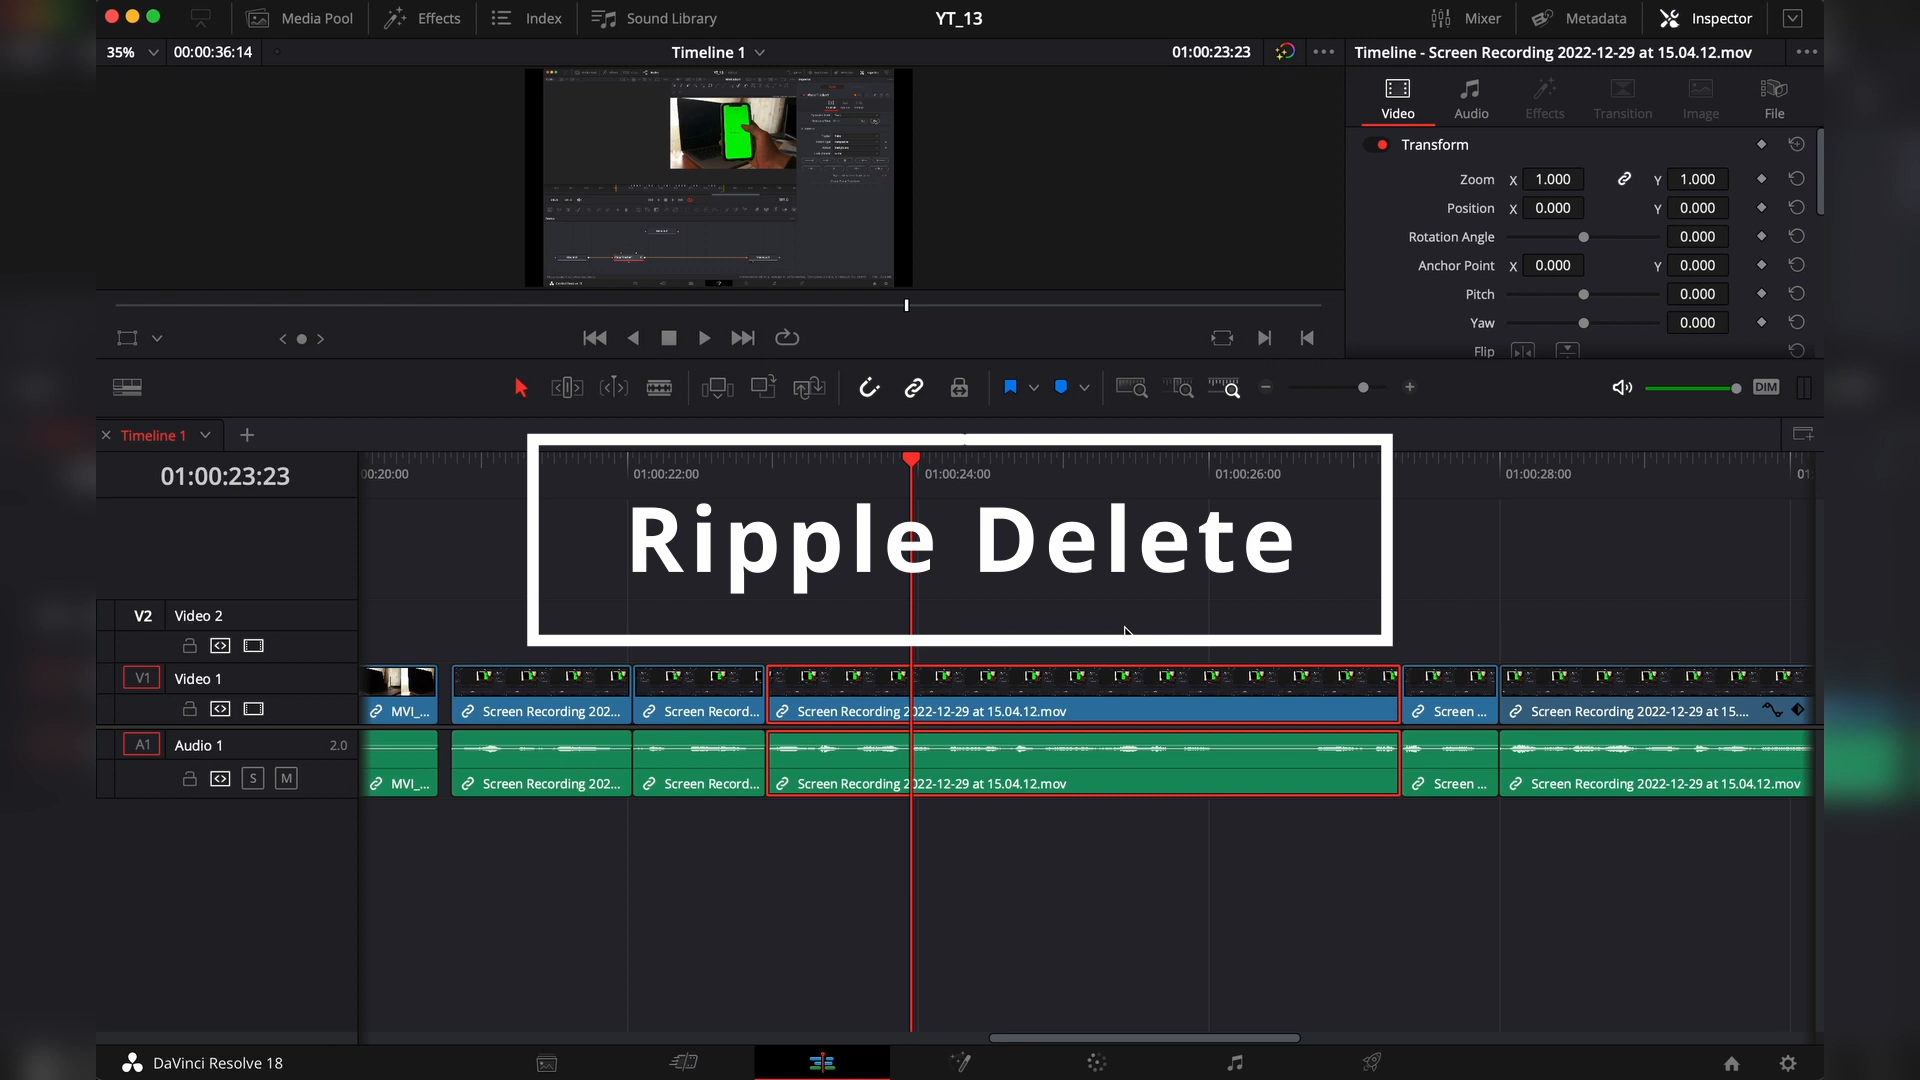 Media Pool
Effects
Index
Sound Library
YT_13
Mixer
Metadata
Inspector
35%
00:00:36:14
Timeline 1
01:00:23:23
Timeline - Screen Recording 2022-12-29 at 15.04.12.mov
Video
Audio
Effects
Transition
Image
File
Transform
Zoom X 1.000 Y 1.000
Position X 0.000 Y 0.000
Rotation Angle 0.000
Anchor Point X 0.000 Y 0.000
Pitch 0.000
Yaw 0.000
Flip
DIM
Timeline 1
01:00:23:23
00:20:00
01:00:22:00
01:00:24:00
01:00:26:00
01:00:28:00
01:
Ripple Delete
V2 Video 2
V1 Video 1
MVI_...
Screen Recording 202...
Screen Record...
Screen Recording 2022-12-29 at 15.04.12.mov
Screen ...
Screen Recording 2022-12-29 at 15....
A1 Audio 1 2.0
S M
MVI_...
Screen Recording 202...
Screen Record...
Screen Recording 2022-12-29 at 15.04.12.mov
Screen ...
Screen Recording 2022-12-29 at 15.04.12.mov
DaVinci Resolve 18